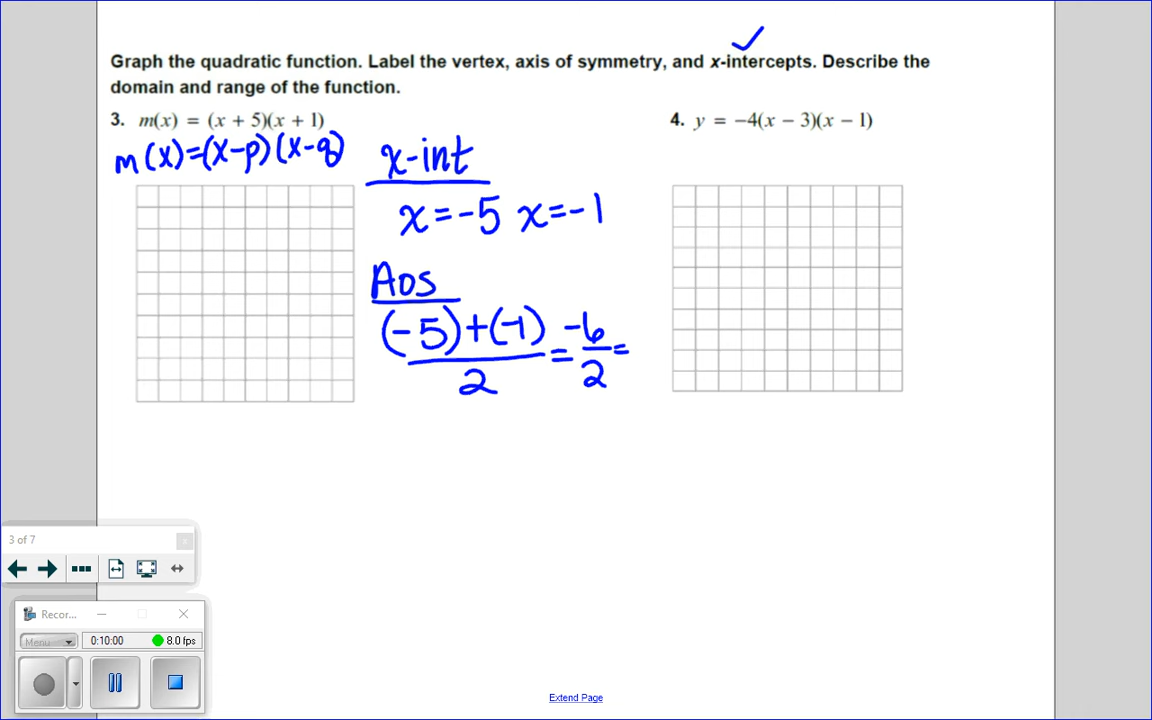 Graph the quadratic function. Label the vertex, axis of symmetry, and x-intercepts. Describe the
domain and range of the function.
3. m(x) = (x + 5)(x + 1)
m(x)=(x-p)(x-q)
x-int
x=-5 x=-1
Aos
(-5)+(-1)/2 = -6/2 =
4. y = −4(x − 3)(x − 1)
3 of 7
Recor...
Menu
0:10:00
8.0 fps
Extend Page